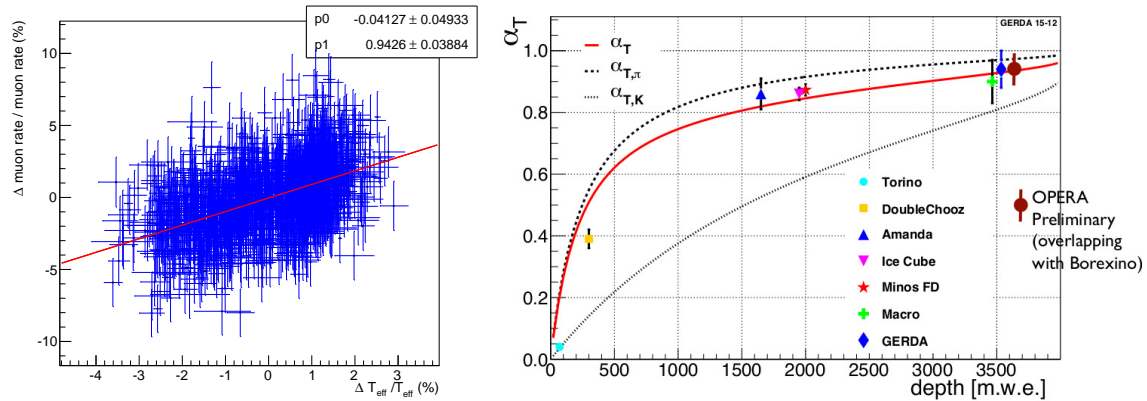 p0 -0.04127 ± 0.04933
p1 0.9426 ± 0.03884
Δ muon rate / muon rate (%)
10
5
0
-5
-10
-4 -3 -2 -1 0 1 2 3
Δ T_eff/T_eff (%)
GERDA 15-12
α_T
α_T
α_T,π
α_T,K
1.0
0.8
0.6
0.4
0.2
0.0
Torino
DoubleChooz
Amanda
Ice Cube
Minos FD
Macro
GERDA
0 500 1000 1500 2000 2500 3000 3500
depth [m.w.e.]
OPERA
Preliminary
(overlapping
with Borexino)